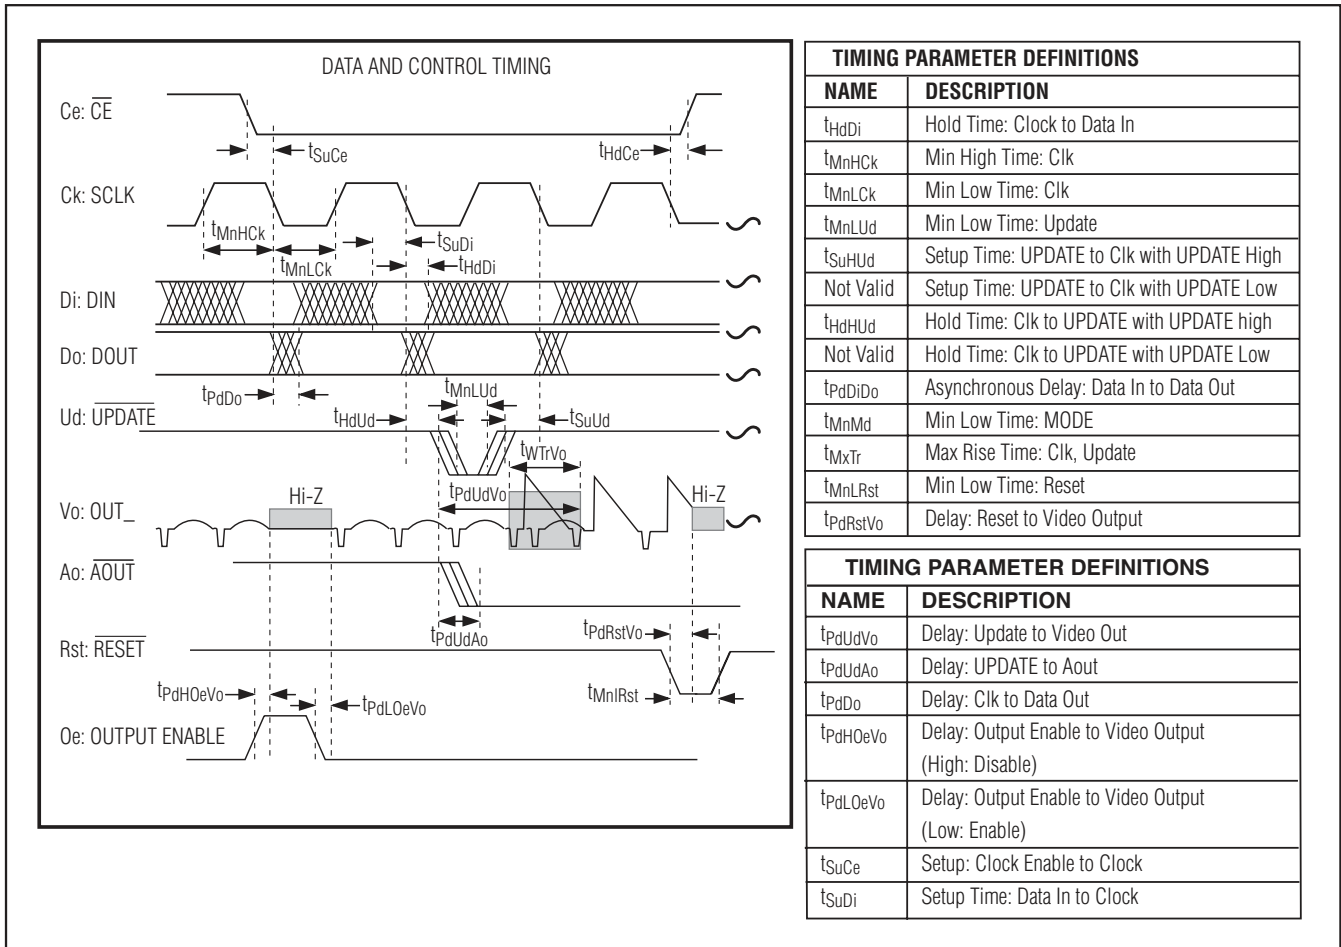 DATA AND CONTROL TIMING
Ce: C̅E̅
tSuCe
tHdCe
Ck: SCLK
tMnHCk
tMnLCk
tSuDi
tHdDi
Di: DIN
Do: DOUT
tPdDo
tMnLUd
Ud: U̅P̅D̅A̅T̅E̅
tHdUd
tSuUd
tWTrVo
tPdUdVo
Hi-Z
Hi-Z
Vo: OUT_
Ao: A̅O̅U̅T̅
tPdUdAo
tPdRstVo
Rst: R̅E̅S̅E̅T̅
tPdHOeVo
tPdLOeVo
tMnlRst
Oe: OUTPUT ENABLE
TIMING PARAMETER DEFINITIONS
NAME DESCRIPTION
tHdDi Hold Time: Clock to Data In
tMnHCk Min High Time: Clk
tMnLCk Min Low Time: Clk
tMnLUd Min Low Time: Update
tSuHUd Setup Time: UPDATE to Clk with UPDATE High
Not Valid Setup Time: UPDATE to Clk with UPDATE Low
tHdHUd Hold Time: Clk to UPDATE with UPDATE high
Not Valid Hold Time: Clk to UPDATE with UPDATE Low
tPdDiDo Asynchronous Delay: Data In to Data Out
tMnMd Min Low Time: MODE
tMxTr Max Rise Time: Clk, Update
tMnLRst Min Low Time: Reset
tPdRstVo Delay: Reset to Video Output
TIMING PARAMETER DEFINITIONS
NAME DESCRIPTION
tPdUdVo Delay: Update to Video Out
tPdUdAo Delay: UPDATE to Aout
tPdDo Delay: Clk to Data Out
tPdHOeVo Delay: Output Enable to Video Output
(High: Disable)
tPdLOeVo Delay: Output Enable to Video Output
(Low: Enable)
tSuCe Setup: Clock Enable to Clock
tSuDi Setup Time: Data In to Clock